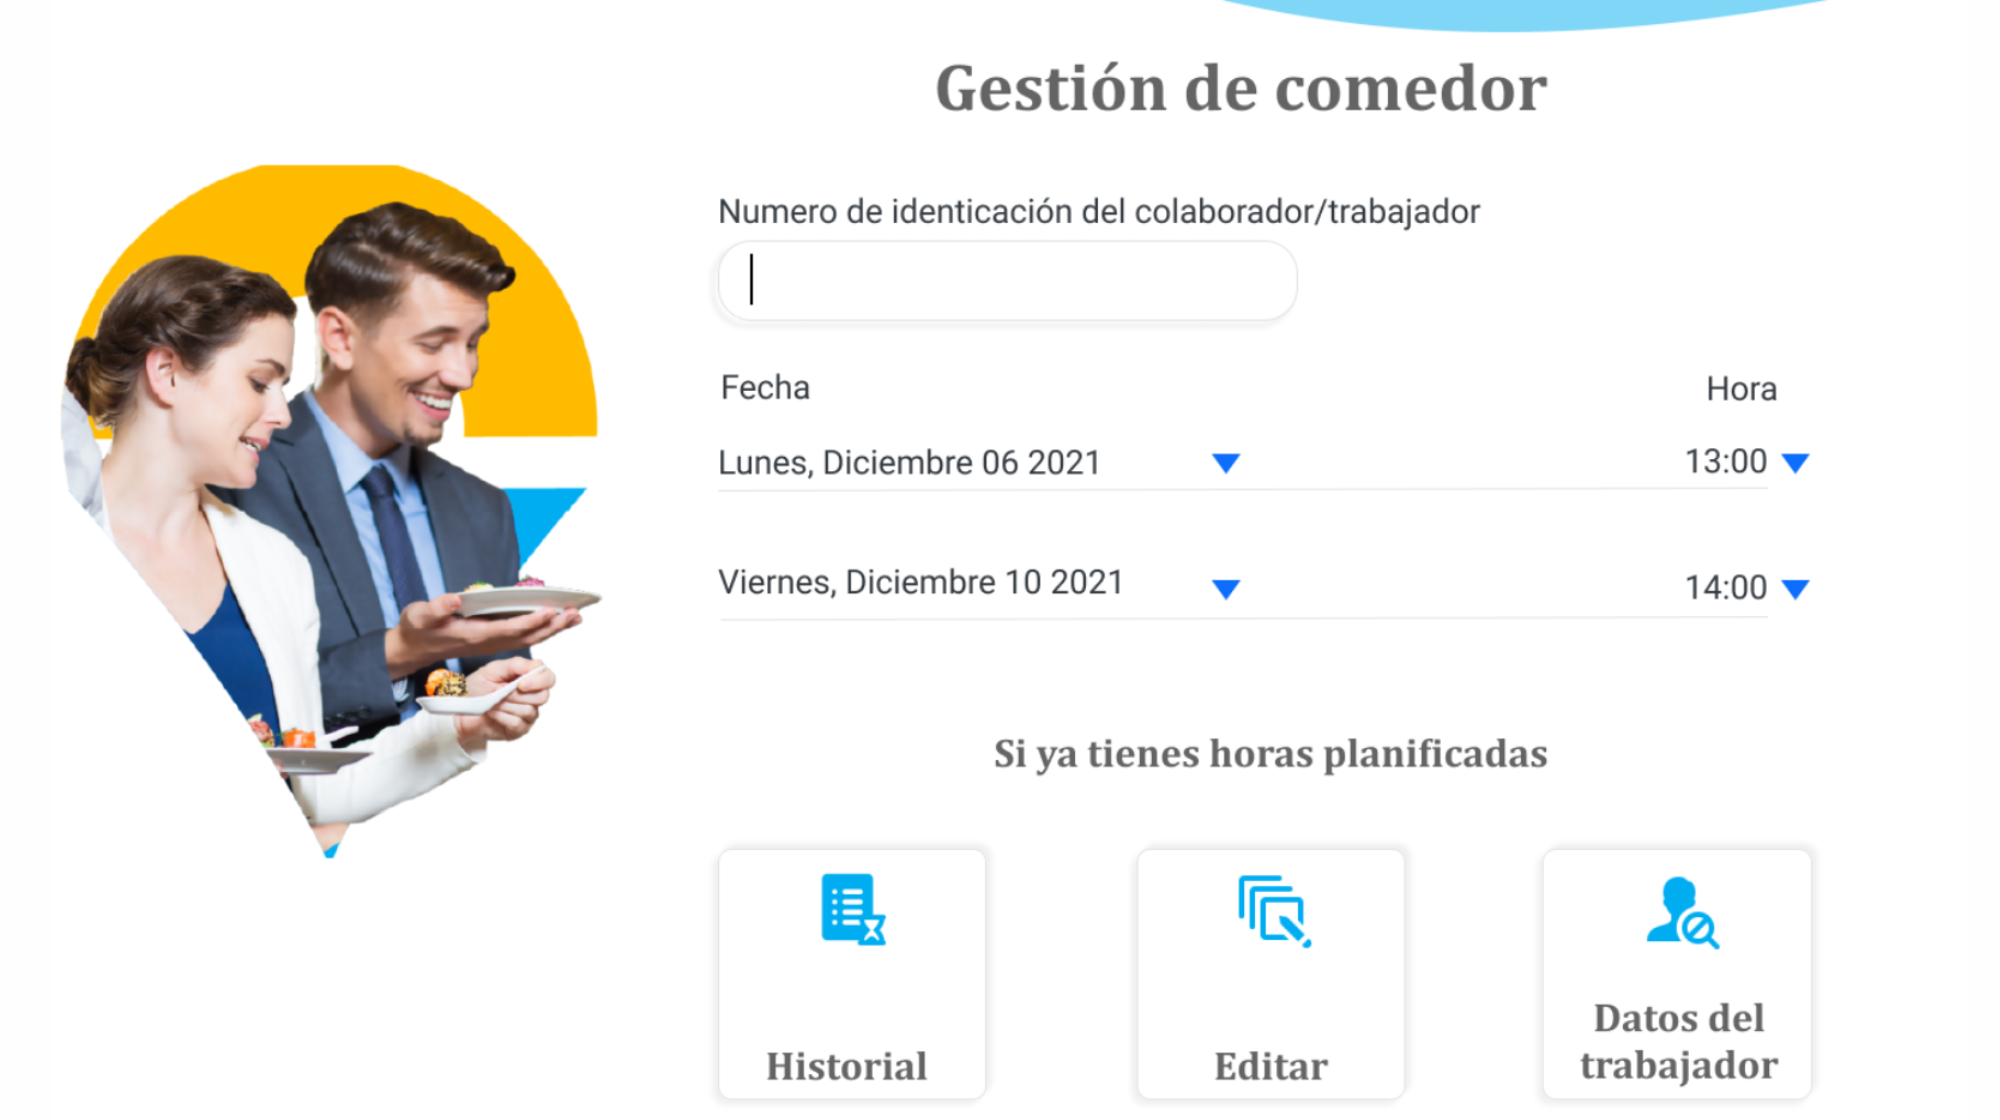 Gestión de comedor
Numero de identicación del colaborador/trabajador
Fecha Hora
Lunes, Diciembre 06 2021 13:00
Viernes, Diciembre 10 2021 14:00
Si ya tienes horas planificadas
Historial
Editar
Datos del
trabajador